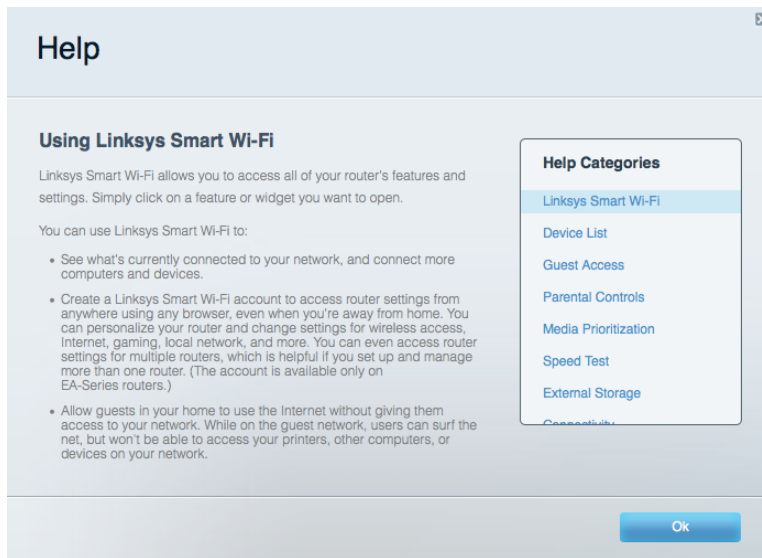 Help
Using Linksys Smart Wi-Fi
Linksys Smart Wi-Fi allows you to access all of your router's features and
settings. Simply click on a feature or widget you want to open.
You can use Linksys Smart Wi-Fi to:
• See what's currently connected to your network, and connect more
computers and devices.
• Create a Linksys Smart Wi-Fi account to access router settings from
anywhere using any browser, even when you're away from home. You
can personalize your router and change settings for wireless access,
Internet, gaming, local network, and more. You can even access router
settings for multiple routers, which is helpful if you set up and manage
more than one router. (The account is available only on
EA-Series routers.)
• Allow guests in your home to use the Internet without giving them
access to your network. While on the guest network, users can surf the
net, but won't be able to access your printers, other computers, or
devices on your network.
Help Categories
Linksys Smart Wi-Fi
Device List
Guest Access
Parental Controls
Media Prioritization
Speed Test
External Storage
Connectivity
Ok